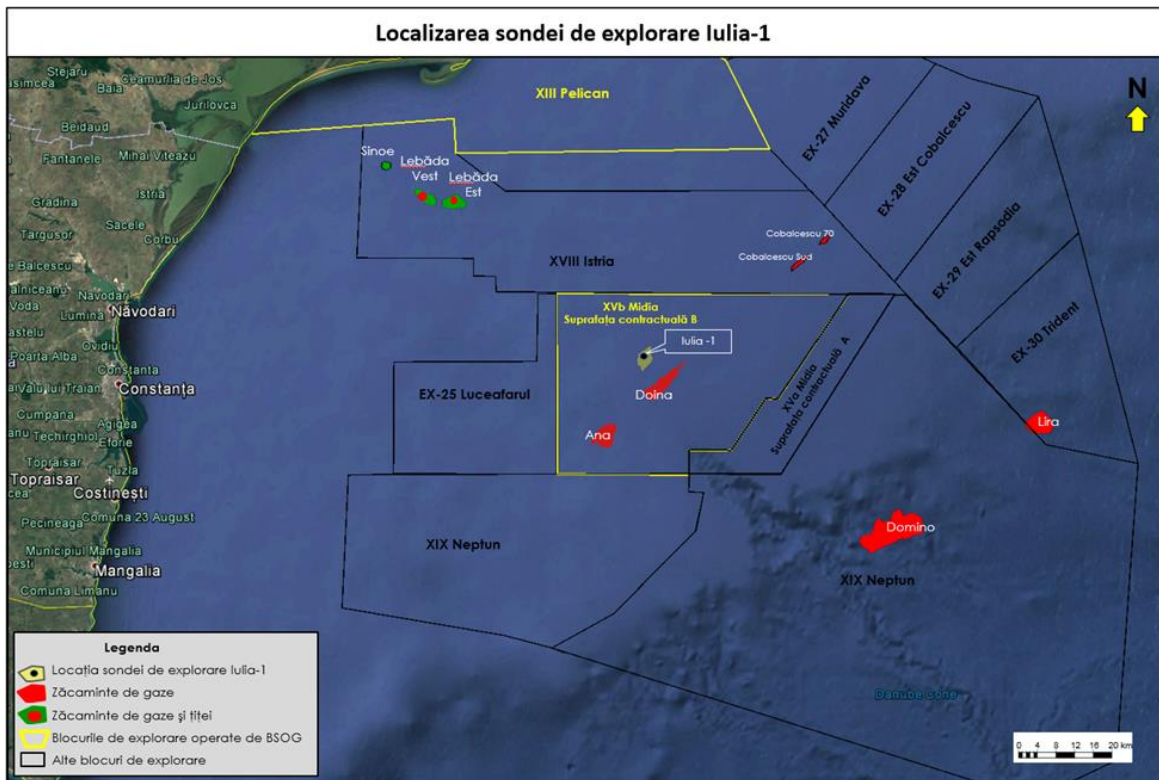 Localizarea sondei de explorare Iulia-1
Stejaru
Ceamurlia de Jos
Baia
Jurilovca
Beidaud
Fantanele
Mihai Viteazu
Istria
Gradina
Sacele
Targusor
Corbu
Navodari
Năvodari
Lumina
Ovidiu
Poarta Alba
Constanta
Constanța
Valu lui Traian
Cumpana
Agigea
Techirghiol
Eforie
Topraisar
Tuzla
Topraisar
Costinești
Pecineaga
Comuna 23 August
Municipiul Mangalia
Mangalia
Comuna Limanu
N
XIII Pelican
EX-27 Muridava
EX-28 Est Cobalcescu
EX-29 Est Rapsodia
EX-30 Trident
Sinoe
Lebăda
Vest
Lebăda
Est
Cobalcescu 70
Cobalcescu Sud
XVIII Istria
XVb Midia
Suprafața contractuală B
Iulia -1
XVa Midia
Suprafața contractuală A
Doina
Ana
EX-25 Luceafarul
Lira
Domino
XIX Neptun
XIX Neptun
Danube cone
Legenda
Locația sondei de explorare Iulia-1
Zăcaminte de gaze
Zăcaminte de gaze și țiței
Blocurile de explorare operate de BSOG
Alte blocuri de explorare
0 4 8 12 16 20 km